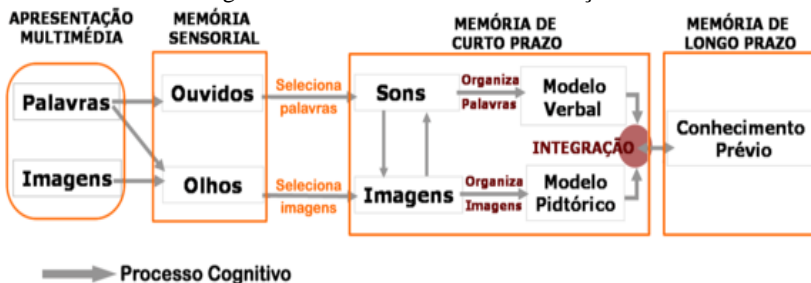 APRESENTAÇÃO
MULTIMÉDIA
MEMÓRIA
SENSORIAL
MEMÓRIA DE
CURTO PRAZO
MEMÓRIA DE
LONGO PRAZO
Palavras
Ouvidos
Seleciona
palavras
Sons
Organiza
Palavras
Modelo
Verbal
INTEGRAÇÃO
Conhecimento
Prévio
Imagens
Olhos
Seleciona
imagens
Imagens
Organiza
Imagens
Modelo
Pidtórico
Processo Cognitivo